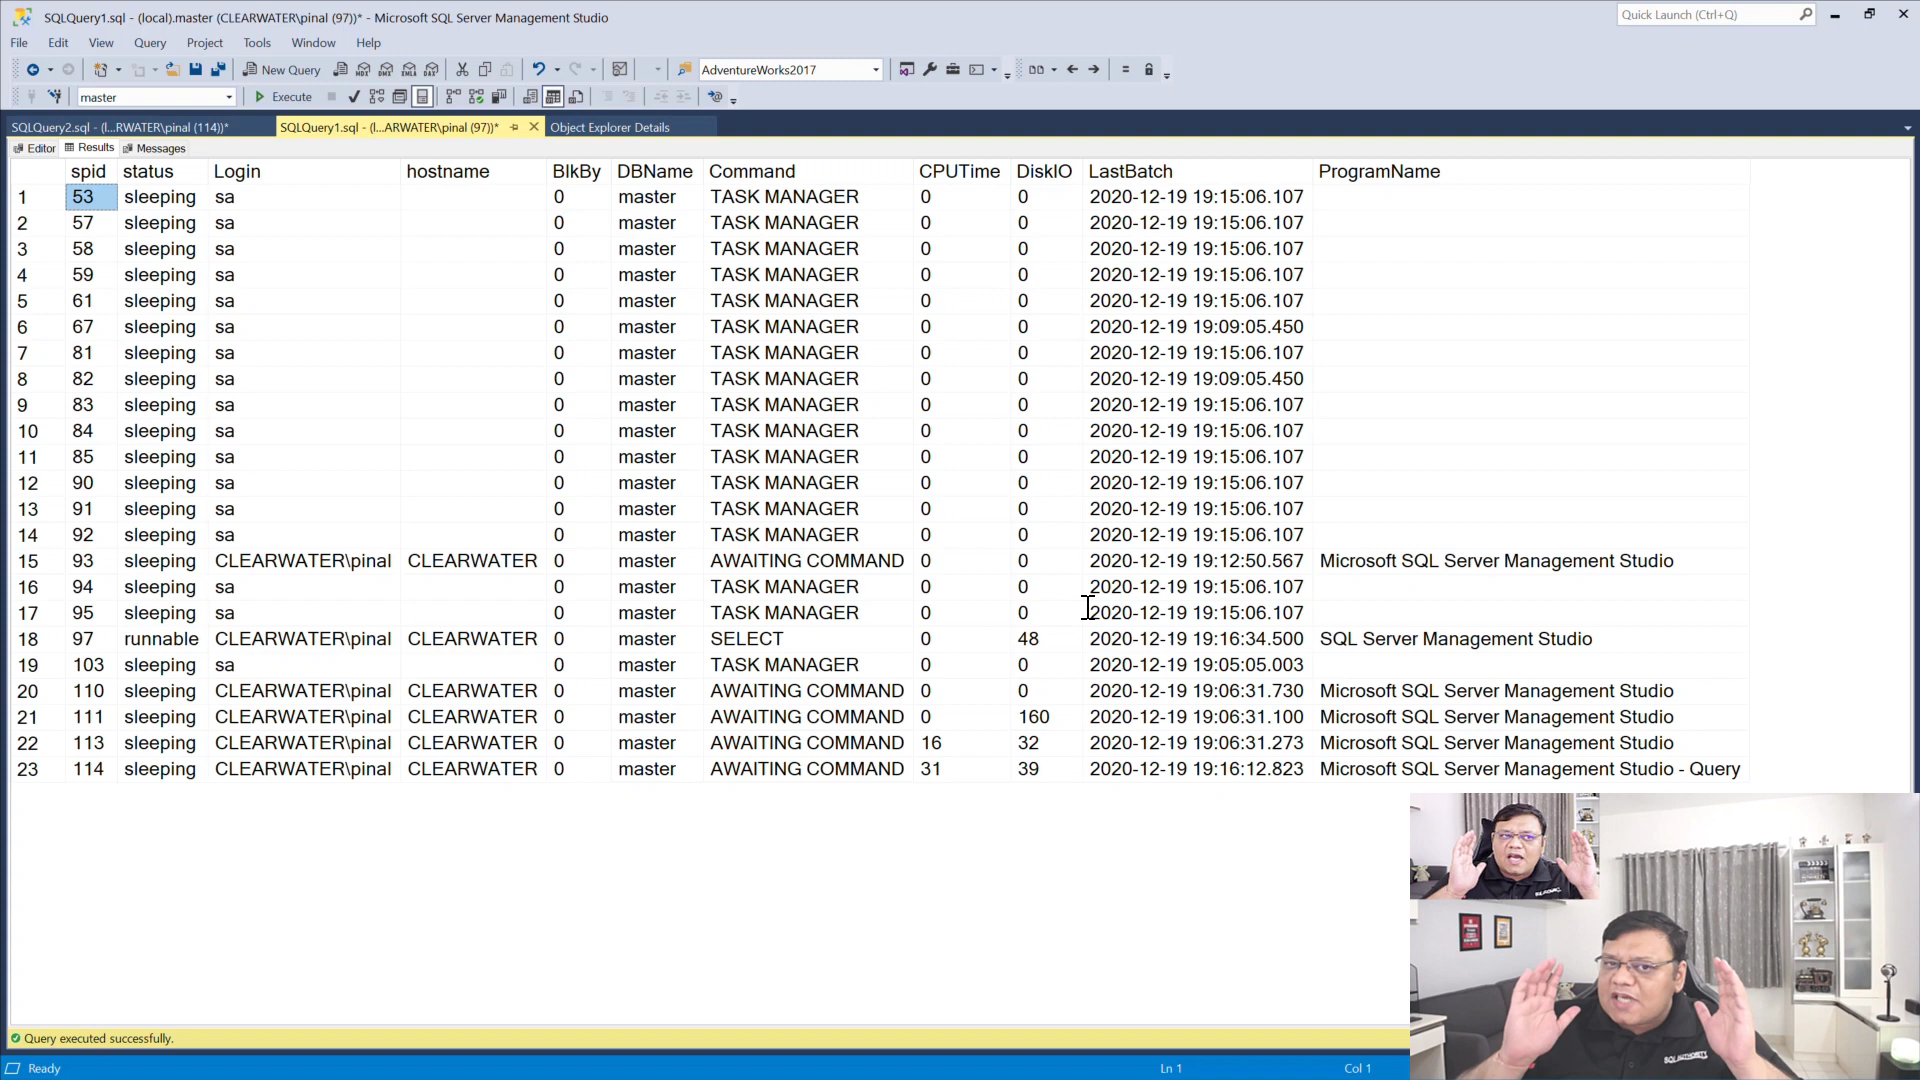 SQLQuery1.sql - (local).master (CLEARWATER\pinal (97))* - Microsoft SQL Server Management Studio
Quick Launch (Ctrl+Q)
File Edit View Query Project Tools Window Help
New Query MDX DMX XMLA DAX AdventureWorks2017
master Execute
SQLQuery2.sql - (l...RWATER\pinal (114))* SQLQuery1.sql - (l...ARWATER\pinal (97))* Object Explorer Details
Editor Results Messages
spid status Login hostname BlkBy DBName Command CPUTime DiskIO LastBatch ProgramName
1 53 sleeping sa 0 master TASK MANAGER 0 0 2020-12-19 19:15:06.107
2 57 sleeping sa 0 master TASK MANAGER 0 0 2020-12-19 19:15:06.107
3 58 sleeping sa 0 master TASK MANAGER 0 0 2020-12-19 19:15:06.107
4 59 sleeping sa 0 master TASK MANAGER 0 0 2020-12-19 19:15:06.107
5 61 sleeping sa 0 master TASK MANAGER 0 0 2020-12-19 19:15:06.107
6 67 sleeping sa 0 master TASK MANAGER 0 0 2020-12-19 19:09:05.450
7 81 sleeping sa 0 master TASK MANAGER 0 0 2020-12-19 19:15:06.107
8 82 sleeping sa 0 master TASK MANAGER 0 0 2020-12-19 19:09:05.450
9 83 sleeping sa 0 master TASK MANAGER 0 0 2020-12-19 19:15:06.107
10 84 sleeping sa 0 master TASK MANAGER 0 0 2020-12-19 19:15:06.107
11 85 sleeping sa 0 master TASK MANAGER 0 0 2020-12-19 19:15:06.107
12 90 sleeping sa 0 master TASK MANAGER 0 0 2020-12-19 19:15:06.107
13 91 sleeping sa 0 master TASK MANAGER 0 0 2020-12-19 19:15:06.107
14 92 sleeping sa 0 master TASK MANAGER 0 0 2020-12-19 19:15:06.107
15 93 sleeping CLEARWATER\pinal CLEARWATER 0 master AWAITING COMMAND 0 0 2020-12-19 19:12:50.567 Microsoft SQL Server Management Studio
16 94 sleeping sa 0 master TASK MANAGER 0 0 2020-12-19 19:15:06.107
17 95 sleeping sa 0 master TASK MANAGER 0 0 2020-12-19 19:15:06.107
18 97 runnable CLEARWATER\pinal CLEARWATER 0 master SELECT 0 48 2020-12-19 19:16:34.500 SQL Server Management Studio
19 103 sleeping sa 0 master TASK MANAGER 0 0 2020-12-19 19:05:05.003
20 110 sleeping CLEARWATER\pinal CLEARWATER 0 master AWAITING COMMAND 0 0 2020-12-19 19:06:31.730 Microsoft SQL Server Management Studio
21 111 sleeping CLEARWATER\pinal CLEARWATER 0 master AWAITING COMMAND 0 160 2020-12-19 19:06:31.100 Microsoft SQL Server Management Studio
22 113 sleeping CLEARWATER\pinal CLEARWATER 0 master AWAITING COMMAND 16 32 2020-12-19 19:06:31.273 Microsoft SQL Server Management Studio
23 114 sleeping CLEARWATER\pinal CLEARWATER 0 master AWAITING COMMAND 31 39 2020-12-19 19:16:12.823 Microsoft SQL Server Management Studio - Query
SQL AUTHORITY
Query executed successfully.
Ready Ln 1 Col 1